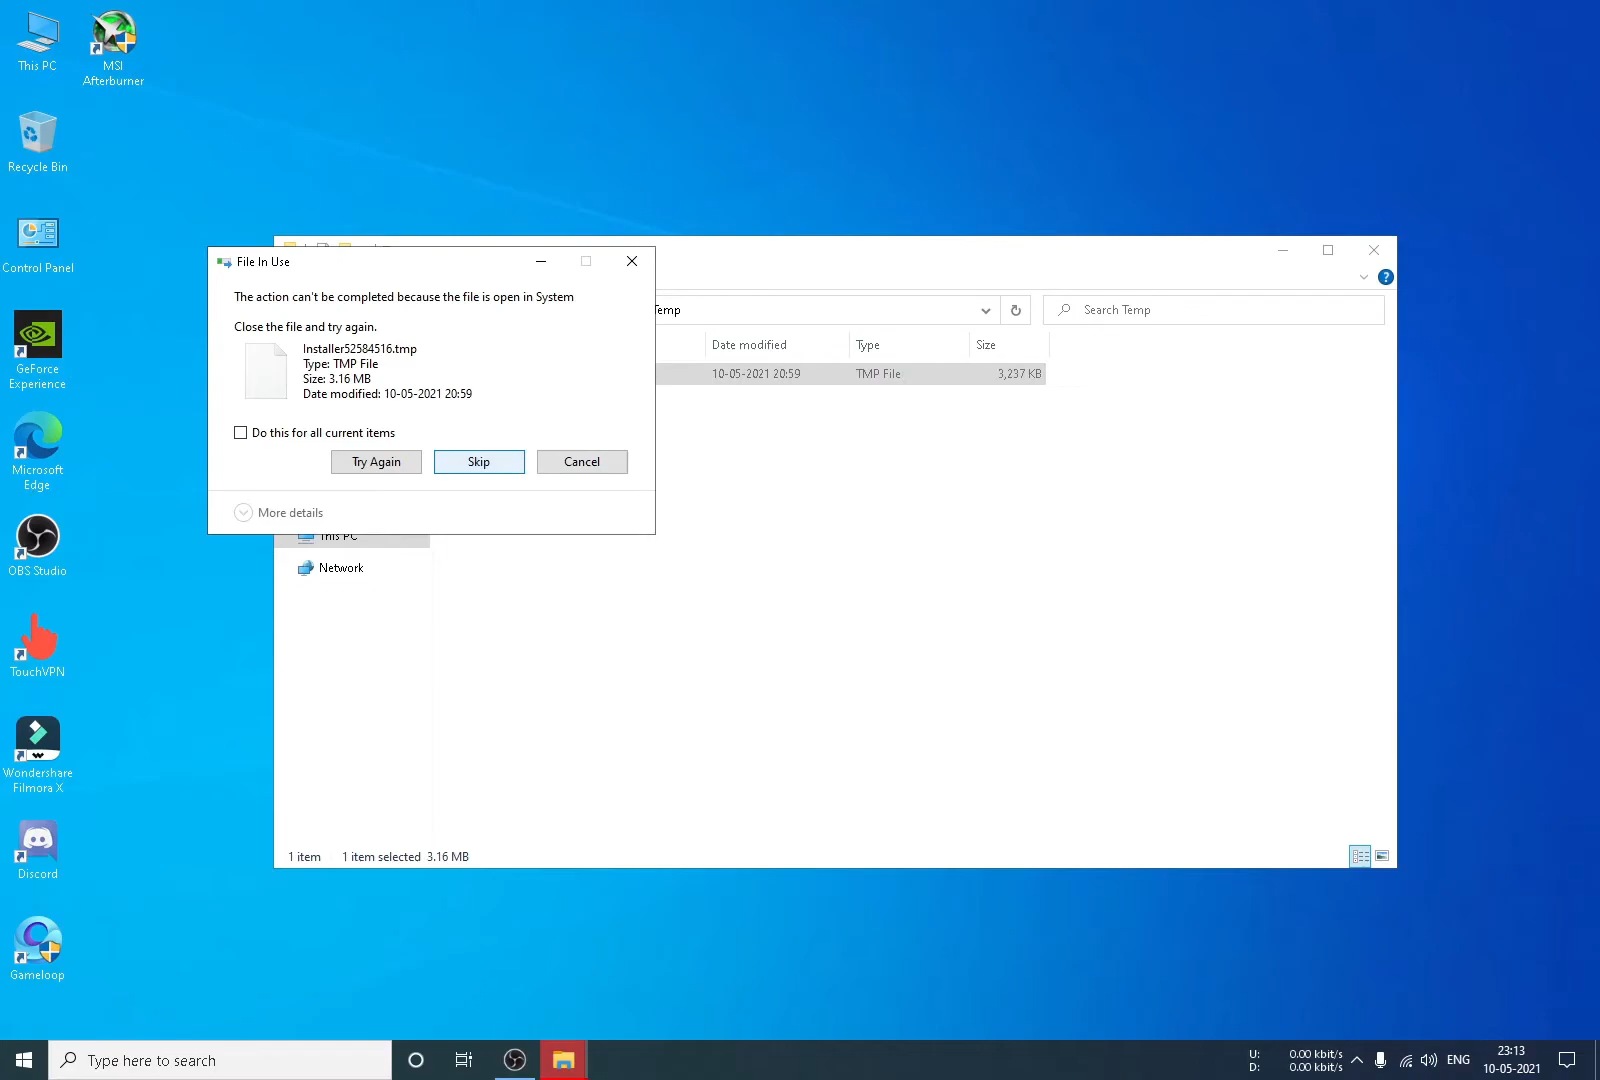 This PC
MSI
Afterburner
Recycle Bin
Control Panel
GeForce
Experience
Microsoft
Edge
OBS Studio
TouchVPN
Wondershare
Filmora X
Discord
Gameloop
File In Use
The action can't be completed because the file is open in System
Close the file and try again.
Installer52584516.tmp
Type: TMP File
Size: 3.16 MB
Date modified: 10-05-2021 20:59
Do this for all current items
Try Again
Skip
Cancel
More details
Temp
Search Temp
Date modified
Type
Size
10-05-2021 20:59
TMP File
3,237 KB
This PC
Network
1 item
1 item selected 3.16 MB
Type here to search
U: 0.00 kbit/s
D: 0.00 kbit/s
ENG
23:13
10-05-2021